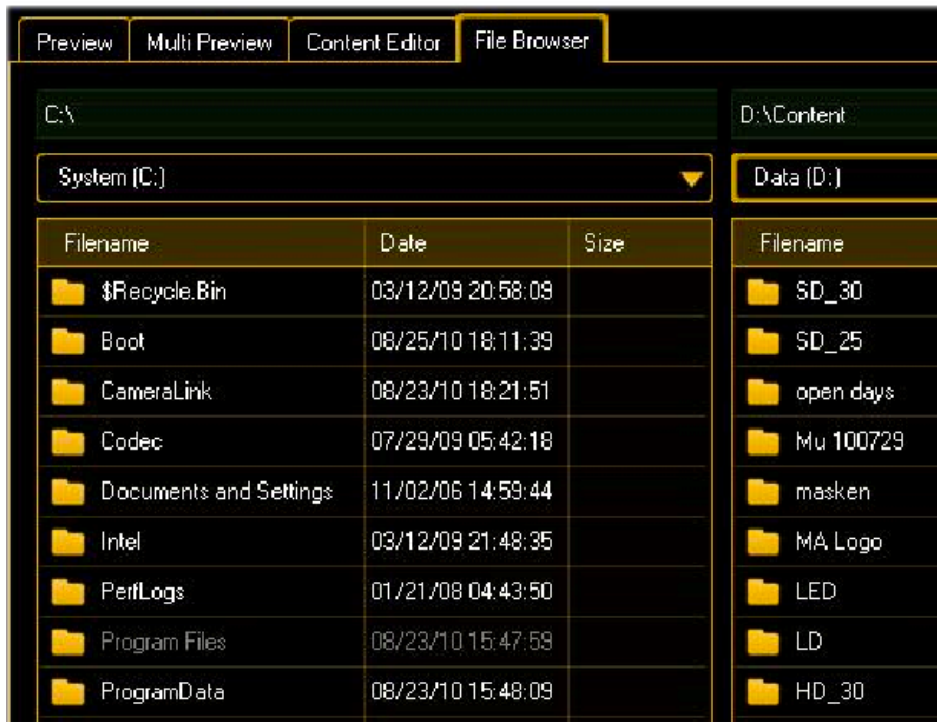 Preview Multi Preview Content Editor File Browser
C:\ D:\Content
System (C:) Data (D:)
Filename Date Size Filename
$Recycle.Bin 03/12/09 20:58:09 SD_30
Boot 08/25/10 18:11:39 SD_25
CameraLink 08/23/10 18:21:51 open days
Codec 07/29/09 05:42:18 Mu 100729
Documents and Settings 11/02/06 14:59:44 masken
Intel 03/12/09 21:48:35 MA Logo
PerfLogs 01/21/08 04:43:50 LED
Program Files 08/23/10 15:47:59 LD
ProgramData 08/23/10 15:48:09 HD_30